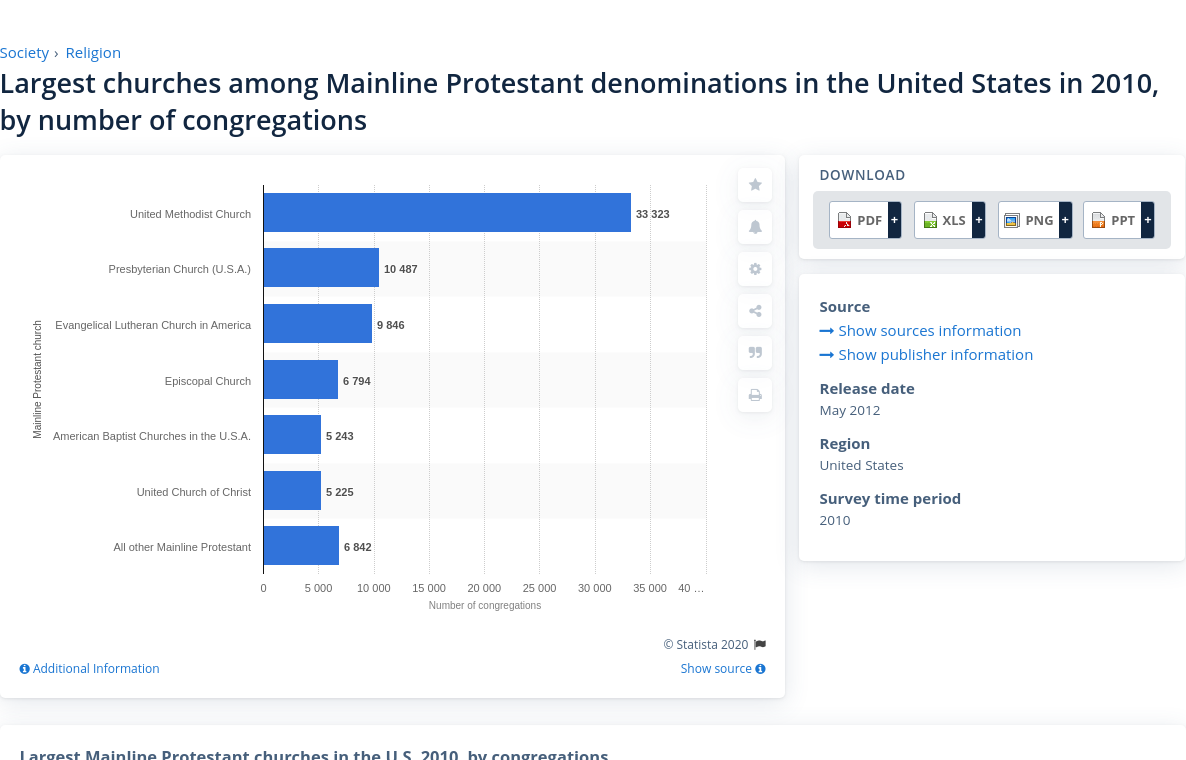 Society › Religion
Largest churches among Mainline Protestant denominations in the United States in 2010,
by number of congregations
Mainline Protestant church
United Methodist Church 33 323
Presbyterian Church (U.S.A.) 10 487
Evangelical Lutheran Church in America 9 846
Episcopal Church 6 794
American Baptist Churches in the U.S.A. 5 243
United Church of Christ 5 225
All other Mainline Protestant 6 842
0 5 000 10 000 15 000 20 000 25 000 30 000 35 000 40 …
Number of congregations
© Statista 2020
Additional Information
Show source
DOWNLOAD
PDF + XLS + PNG + PPT +
Source
Show sources information
Show publisher information
Release date
May 2012
Region
United States
Survey time period
2010
Largest Mainline Protestant churches in the U.S. 2010, by congregations